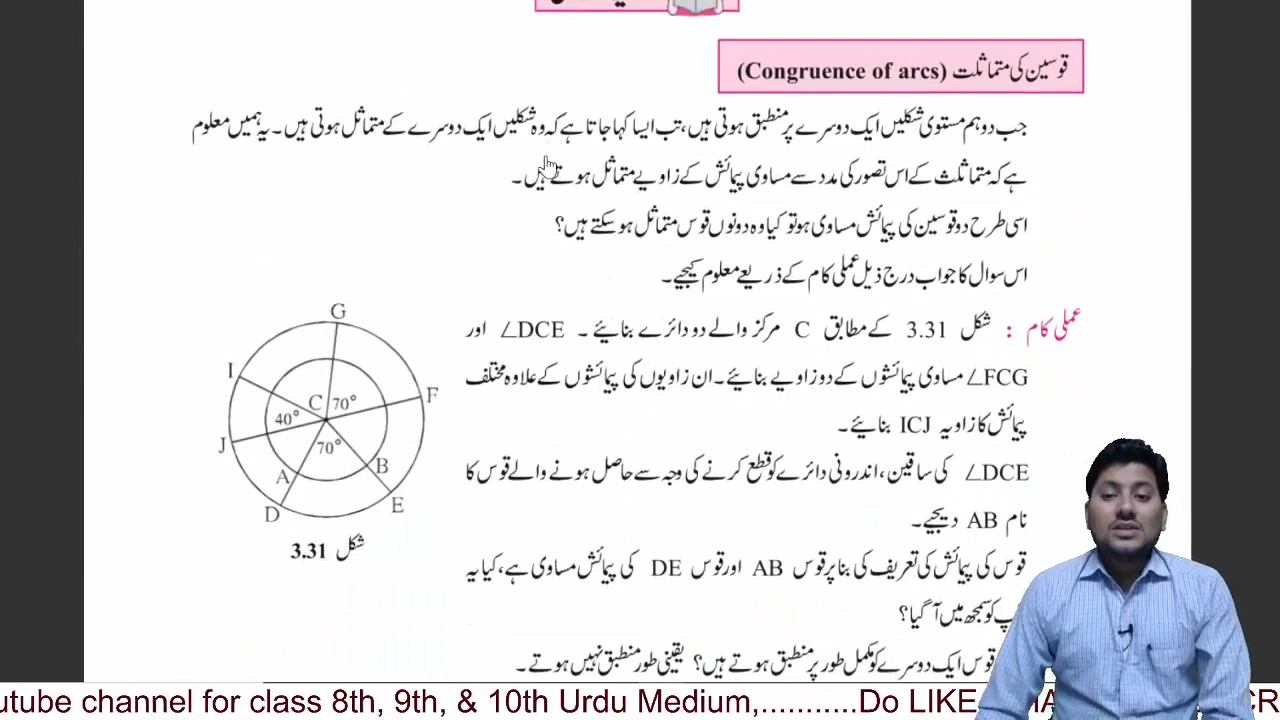 قوسین کی متماثلت (Congruence of arcs)
جب دو ہم مستوی شکلیں ایک دوسرے پر منطبق ہوتی ہیں، تب ایسا کہا جاتا ہے کہ وہ شکلیں ایک دوسرے کے متماثل ہوتی ہیں۔ یہ ہمیں معلوم
ہے کہ متماثلث کے اس تصور کی مدد سے مساوی پیمائش کے زاویے متماثل ہوتے ہیں۔
اسی طرح دو قوسین کی پیمائش مساوی ہو تو کیا وہ دونوں قوس متماثل ہو سکتے ہیں؟
اس سوال کا جواب درج ذیل عملی کام کے ذریعے معلوم کیجیے۔
عملی کام : شکل 3.31 کے مطابق C مرکز والے دو دائرے بنائیے۔ ∠DCE اور
∠FCG مساوی پیمائشوں کے دو زاویے بنائیے۔ ان زاویوں کی پیمائشوں کے علاوہ مختلف
پیمائش کا زاویہ ICJ بنائیے۔
∠DCE کی ساقین، اندرونی دائرے کو قطع کرنے کی وجہ سے حاصل ہونے والے قوس کا
نام AB دیجیے۔
قوس کی پیمائش کی تعریف کی بنا پر قوس AB اور قوس DE کی پیمائش مساوی ہے، کیا یہ
کو سمجھ میں آ گیا؟
قوس ایک دوسرے کو مکمل طور پر منطبق ہوتے ہیں؟ یقینی طور منطبق نہیں ہوتے۔
G
I
F
C 70°
40°
J
70°
A
B
D
E
شکل 3.31
utube channel for class 8th, 9th, & 10th Urdu Medium,...........Do LIKE